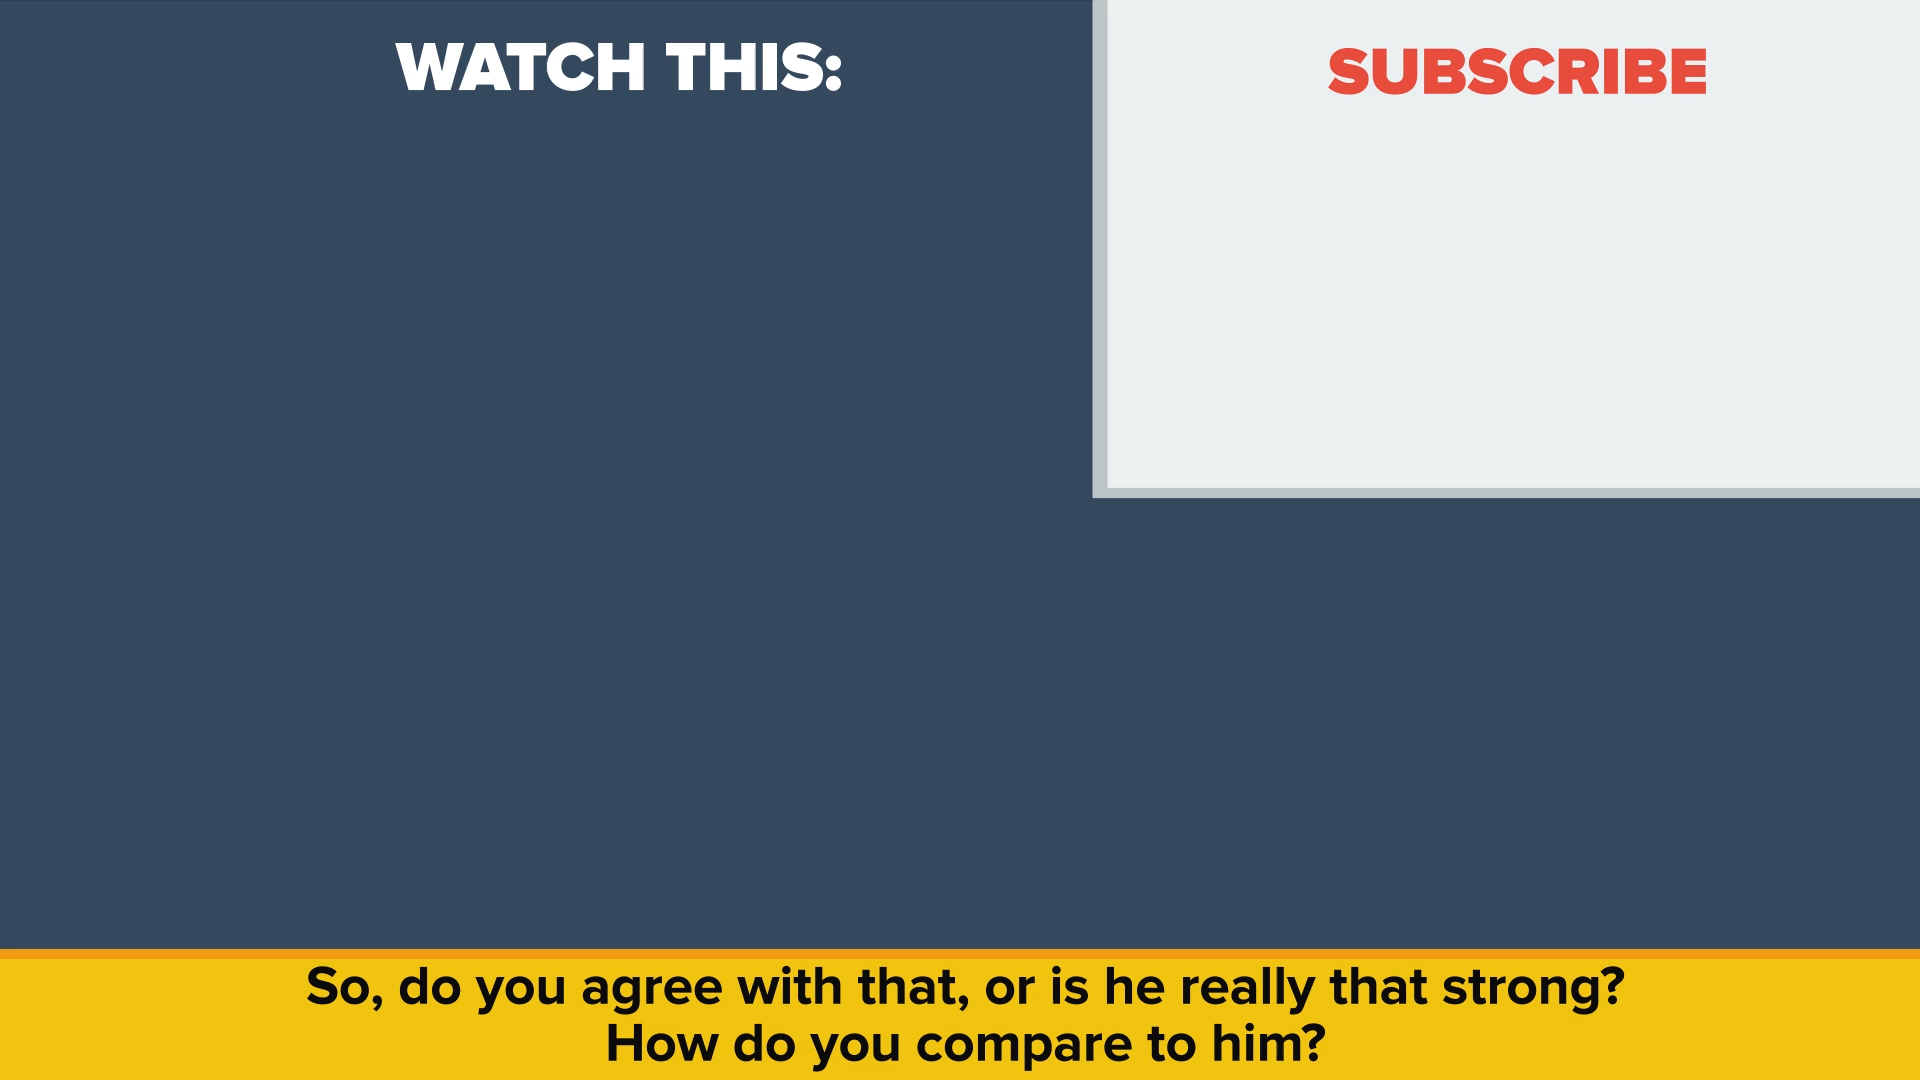 WATCH THIS:
SUBSCRIBE
So, do you agree with that, or is he really that strong?
How do you compare to him?